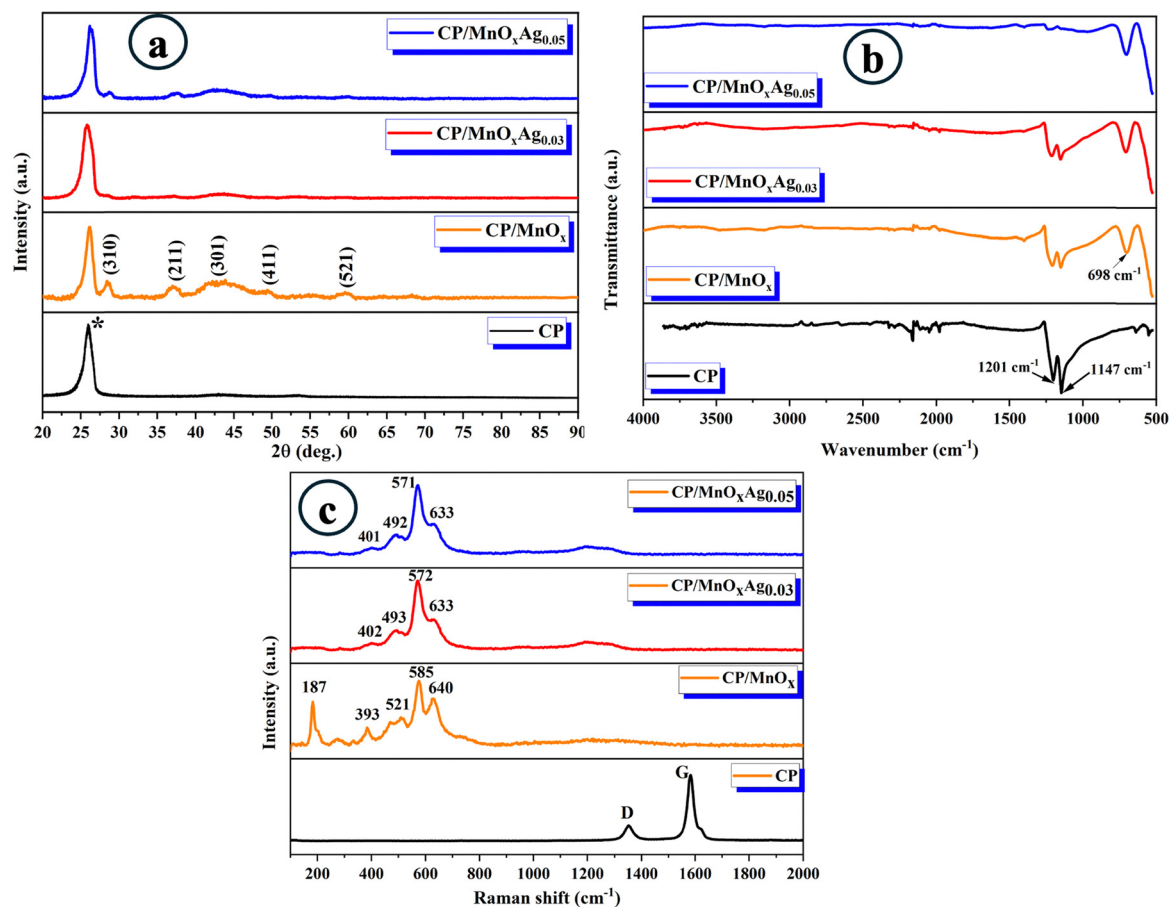 a
CP/MnOxAg0.05
CP/MnOxAg0.03
CP/MnOx
(310)
(211)
(301)
(411)
(521)
*
CP
Intensity (a.u.)
20 25 30 35 40 45 50 55 60 65 70 75 80 85 90
2θ (deg.)
b
CP/MnOxAg0.05
CP/MnOxAg0.03
CP/MnOx
698 cm-1
CP
1201 cm-1
1147 cm-1
Transmittance (a.u.)
4000 3500 3000 2500 2000 1500 1000 500
Wavenumber (cm-1)
c
CP/MnOxAg0.05
401
492
571
633
CP/MnOxAg0.03
402
493
572
633
CP/MnOx
187
393
521
585
640
CP
D
G
Intensity (a.u.)
200 400 600 800 1000 1200 1400 1600 1800 2000
Raman shift (cm-1)